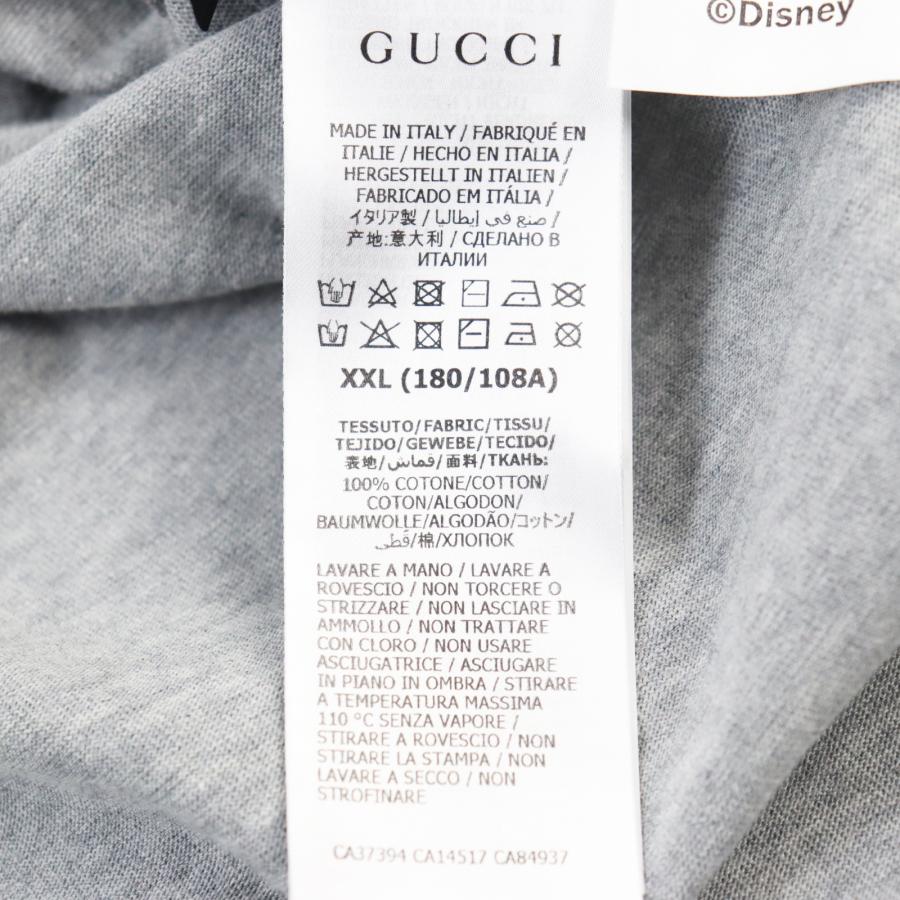 ©Disney
GUCCI
MADE IN ITALY / FABRIQUÉ EN
ITALIE / HECHO EN ITALIA /
HERGESTELLT IN ITALIEN /
FABRICADO EM ITÁLIA /
イタリア製 / صنع في إيطاليا /
产地:意大利 / СДЕЛАНО В
ИТАЛИИ
XXL (180/108A)
TESSUTO/FABRIC/TISSU/
TEJIDO/GEWEBE/TECIDO/
表地/قماش/面料/ТКАНЬ:
100% COTONE/COTTON/
COTON/ALGODON/
BAUMWOLLE/ALGODÃO/コットン/
قطني/棉/ХЛОПОК
LAVARE A MANO / LAVARE A
ROVESCIO / NON TORCERE O
STRIZZARE / NON LASCIARE IN
AMMOLLO / NON TRATTARE
CON CLORO / NON USARE
ASCIUGATRICE / ASCIUGARE
IN PIANO IN OMBRA / STIRARE
A TEMPERATURA MASSIMA
110 °C SENZA VAPORE /
STIRARE A ROVESCIO / NON
STIRARE LA STAMPA / NON
LAVARE A SECCO / NON
STROFINARE
CA37394 CA14517 CA84937